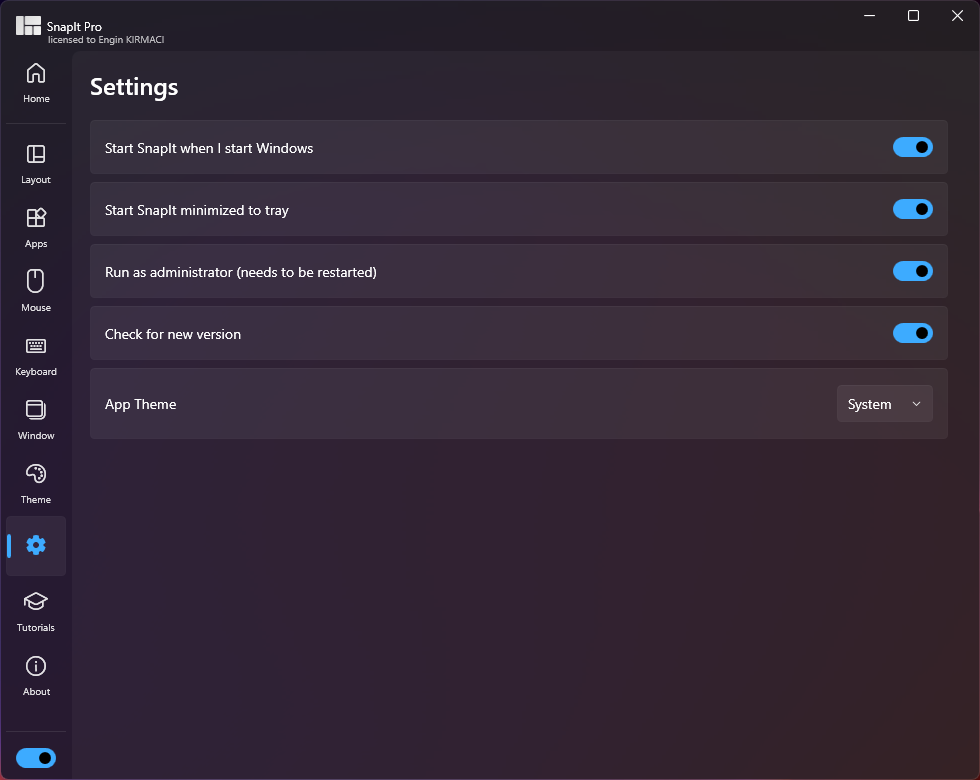 SnapIt Pro
licensed to Engin KIRMACI
Home
Layout
Apps
Mouse
Keyboard
Window
Theme
Tutorials
About
Settings
Start SnapIt when I start Windows
Start SnapIt minimized to tray
Run as administrator (needs to be restarted)
Check for new version
App Theme
System